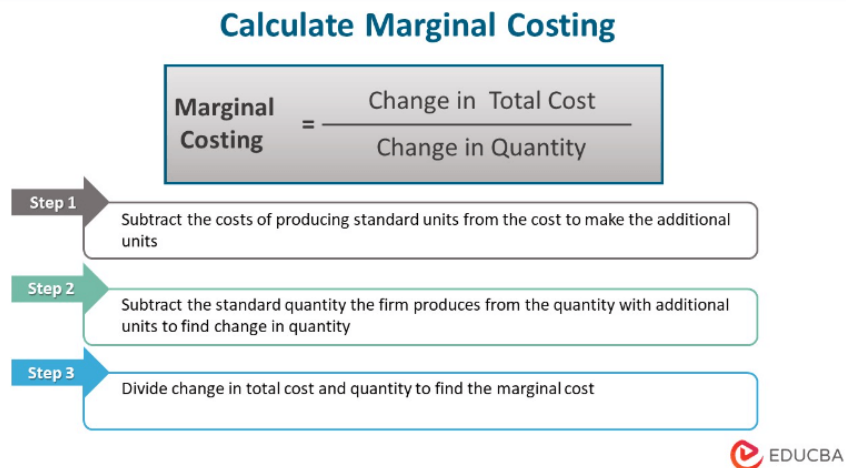 Calculate Marginal Costing
Marginal
Costing
=
Change in Total Cost
Change in Quantity
Step 1
Subtract the costs of producing standard units from the cost to make the additional
units
Step 2
Subtract the standard quantity the firm produces from the quantity with additional
units to find change in quantity
Step 3
Divide change in total cost and quantity to find the marginal cost
EDUCBA